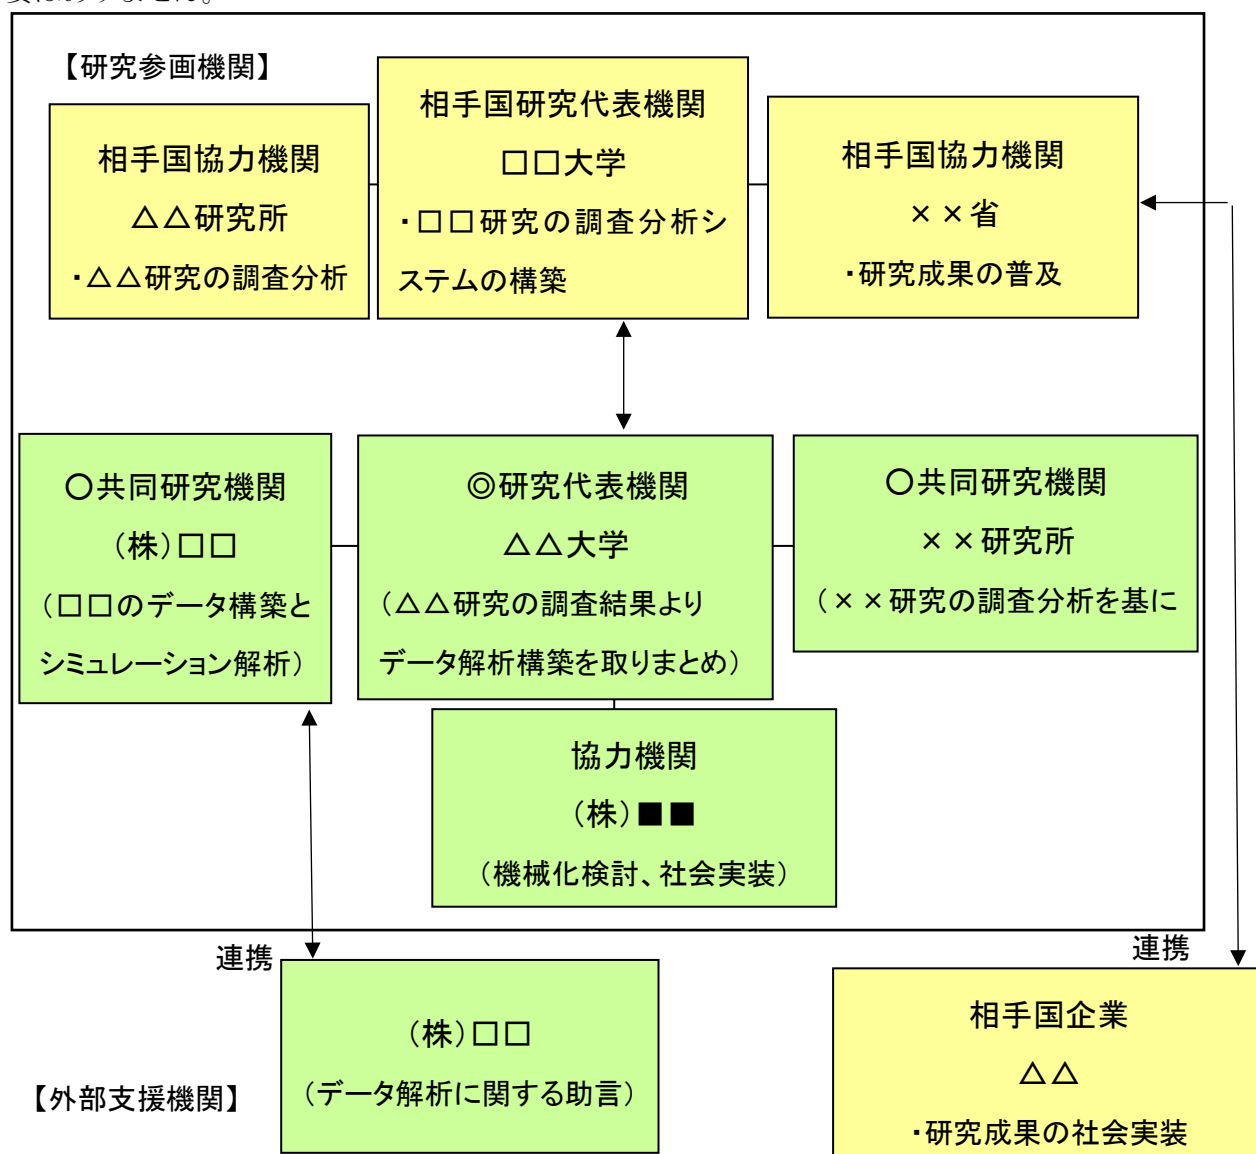 【研究参画機関】
相手国協力機関
△△研究所
・△△研究の調査分析
相手国研究代表機関
□□大学
・□□研究の調査分析シ
ステムの構築
相手国協力機関
××省
・研究成果の普及
○共同研究機関
（株）□□
（□□のデータ構築と
シミュレーション解析）
◎研究代表機関
△△大学
（△△研究の調査結果より
データ解析構築を取りまとめ）
○共同研究機関
××研究所
（××研究の調査分析を基に
協力機関
（株）■■
（機械化検討、社会実装）
連携
連携
（株）□□
（データ解析に関する助言）
【外部支援機関】
相手国企業
△△
・研究成果の社会実装